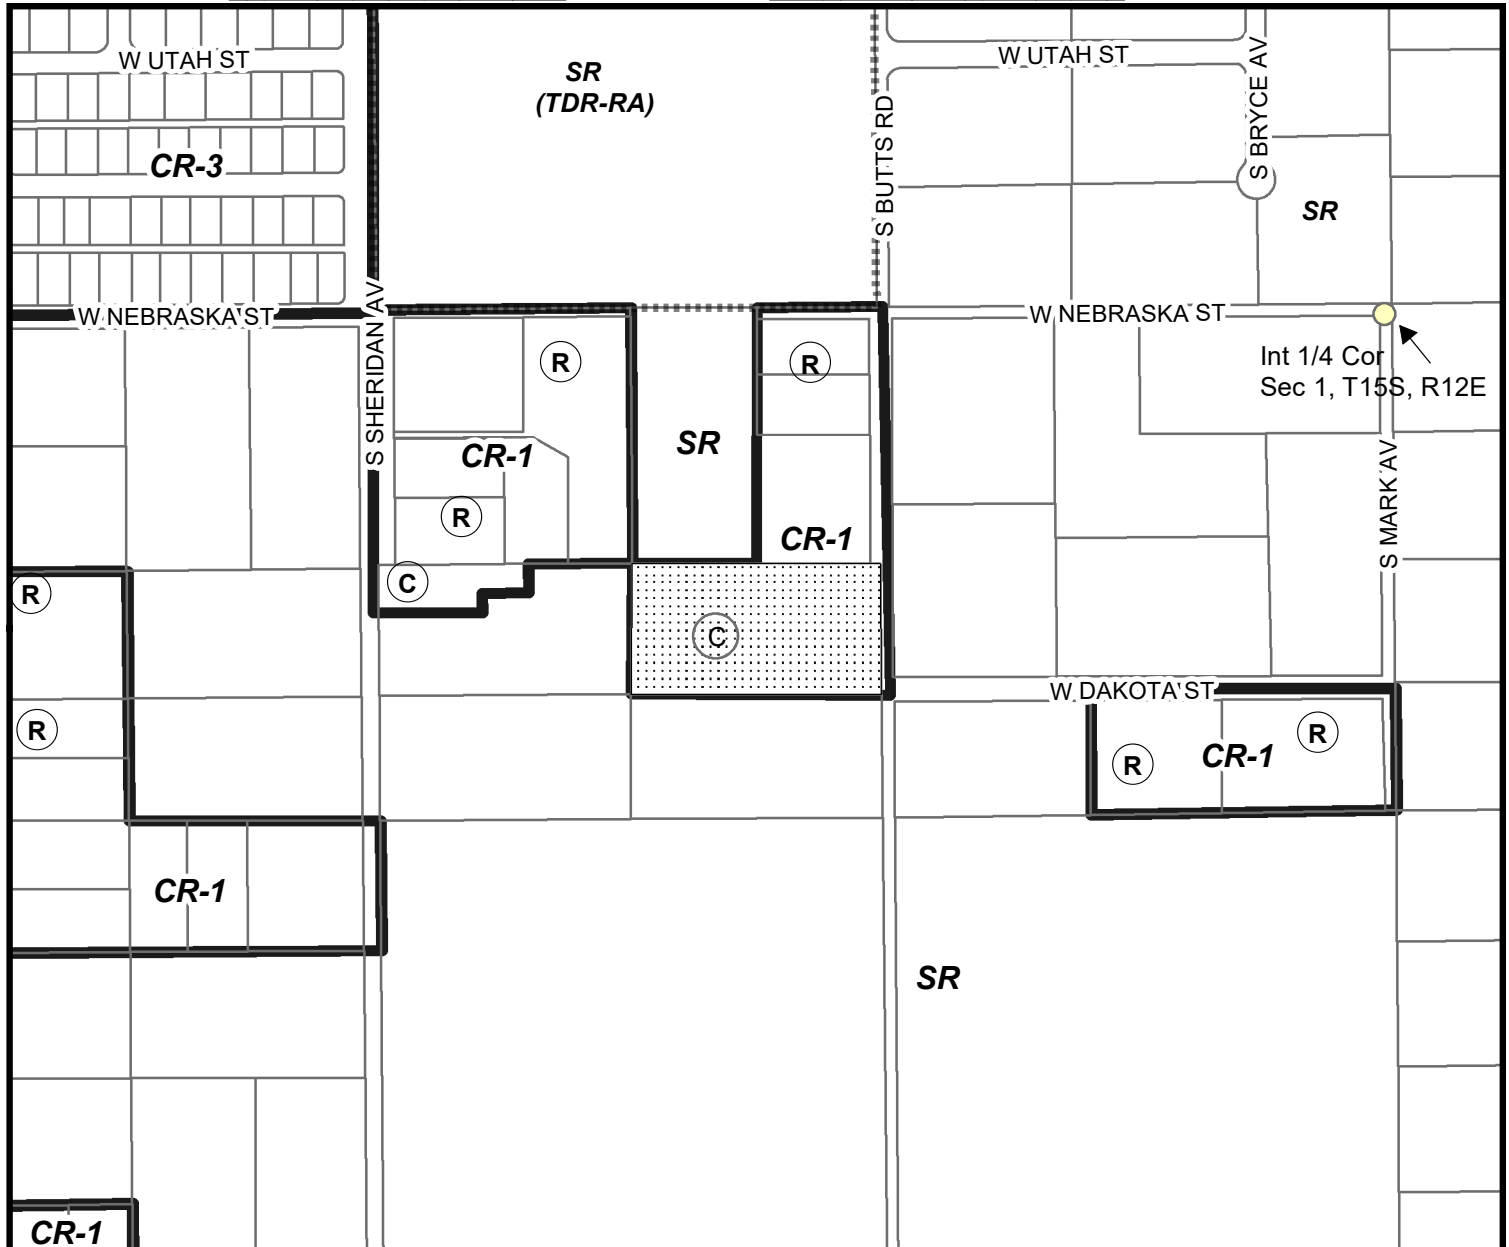 W UTAH ST
W UTAH ST
S BRYCE AV
SR
(TDR-RA)
CR-3
S BUTTS RD
SR
W NEBRASKA ST
S SHERIDAN AV
W NEBRASKA ST
R
R
Int 1/4 Cor
Sec 1, T15S, R12E
SR
CR-1
R
CR-1
S MARK AV
C
R
C
W DAKOTA ST
R
R
CR-1
R
CR-1
SR
CR-1